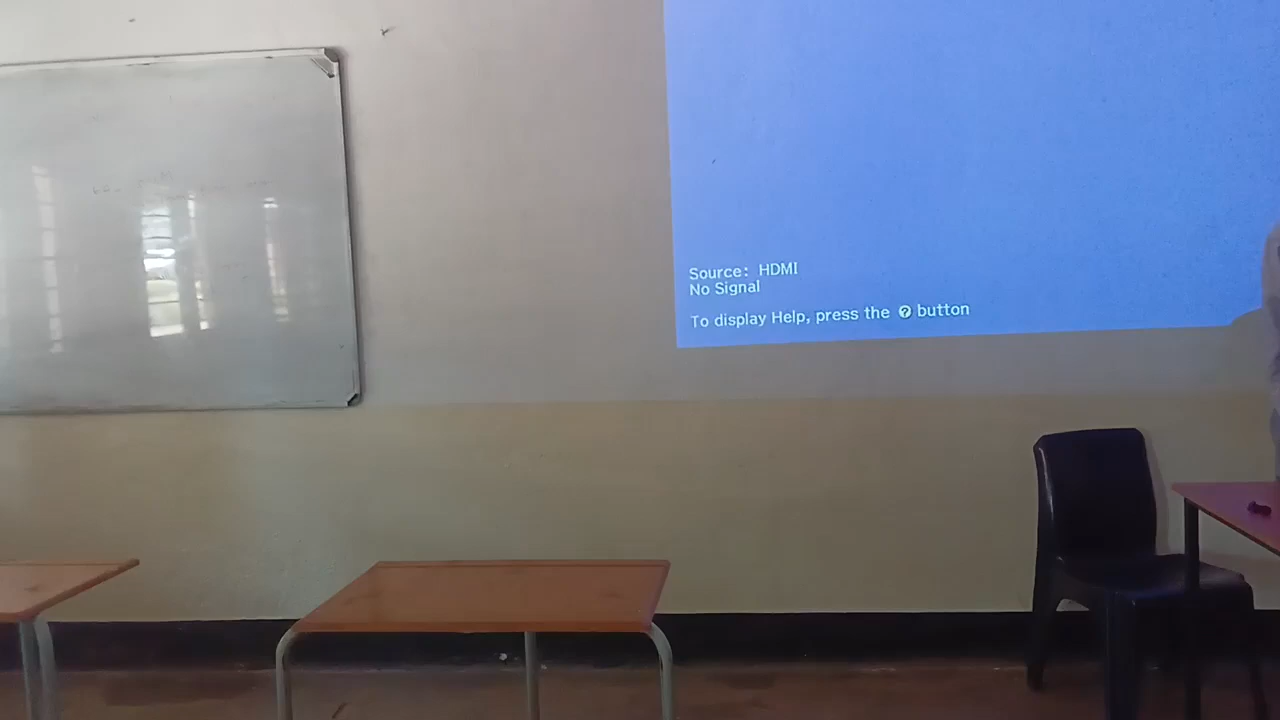 Source: HDMI
No Signal
To display Help, press the ? button